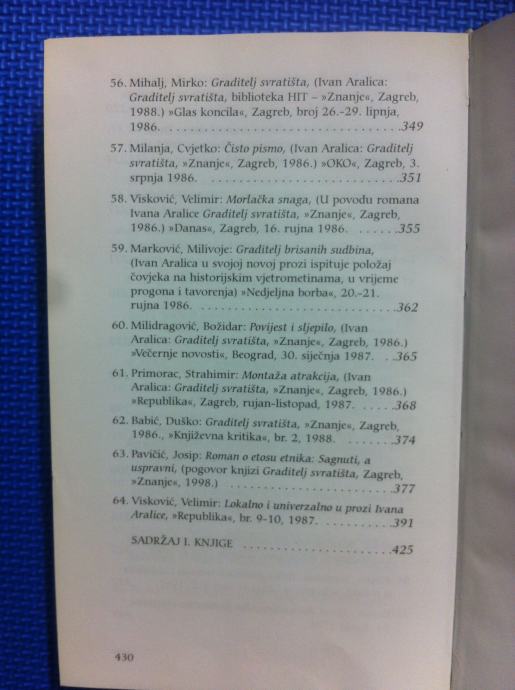 56. Mihalj, Mirko: Graditelj svratišta, (Ivan Aralica:
Graditelj svratišta, biblioteka HIT – »Znanje«, Zagreb,
1988.) »Glas koncila«, Zagreb, broj 26.–29. lipnja,
1986. . . . . . . . . . . . . . . . . . . . . . . . . . . . . . .349
57. Milanja, Cvjetko: Čisto pismo, (Ivan Aralica: Graditelj
svratišta, »Znanje«, Zagreb, 1986.) »OKO«, Zagreb, 3.
srpnja 1986. . . . . . . . . . . . . . . . . . . . . . . . . .351
58. Visković, Velimir: Morlačka snaga, (U povodu romana
Ivana Aralice Graditelj svratišta, »Znanje«, Zagreb,
1986.) »Danas«, Zagreb, 16. rujna 1986. . . . . . .355
59. Marković, Milivoje: Graditelj brisanih sudbina,
(Ivan Aralica u svojoj novoj prozi ispituje položaj
čovjeka na historijskim vjetrometinama, u vrijeme
progona i tavorenja) »Nedjeljna borba«, 20.–21.
rujna 1986. . . . . . . . . . . . . . . . . . . . . . . . . . .362
60. Milidragović, Božidar: Povijest i sljepilo, (Ivan
Aralica: Graditelj svratišta, »Znanje«, Zagreb, 1986.)
»Večernje novosti«, Beograd, 30. siječnja 1987. . .365
61. Primorac, Strahimir: Montaža atrakcija, (Ivan
Aralica: Graditelj svratišta, »Znanje«, Zagreb, 1986.)
»Republika«, Zagreb, rujan-listopad, 1987. . . . . .368
62. Babić, Duško: Graditelj svratišta, »Znanje«, Zagreb,
1986., »Književna kritika«, br. 2, 1988. . . . . . . . .374
63. Pavičić, Josip: Roman o etosu etnika: Sagnuti, a
uspravni, (pogovor knjizi Graditelj svratišta, Zagreb,
»Znanje«, 1998.) . . . . . . . . . . . . . . . . . . . . . . .377
64. Visković, Velimir: Lokalno i univerzalno u prozi Ivana
Aralice, »Republika«, br. 9–10, 1987. . . . . . . . . . .391
SADRŽAJ I. KNJIGE . . . . . . . . . . . . . . . . . . . . .425
430